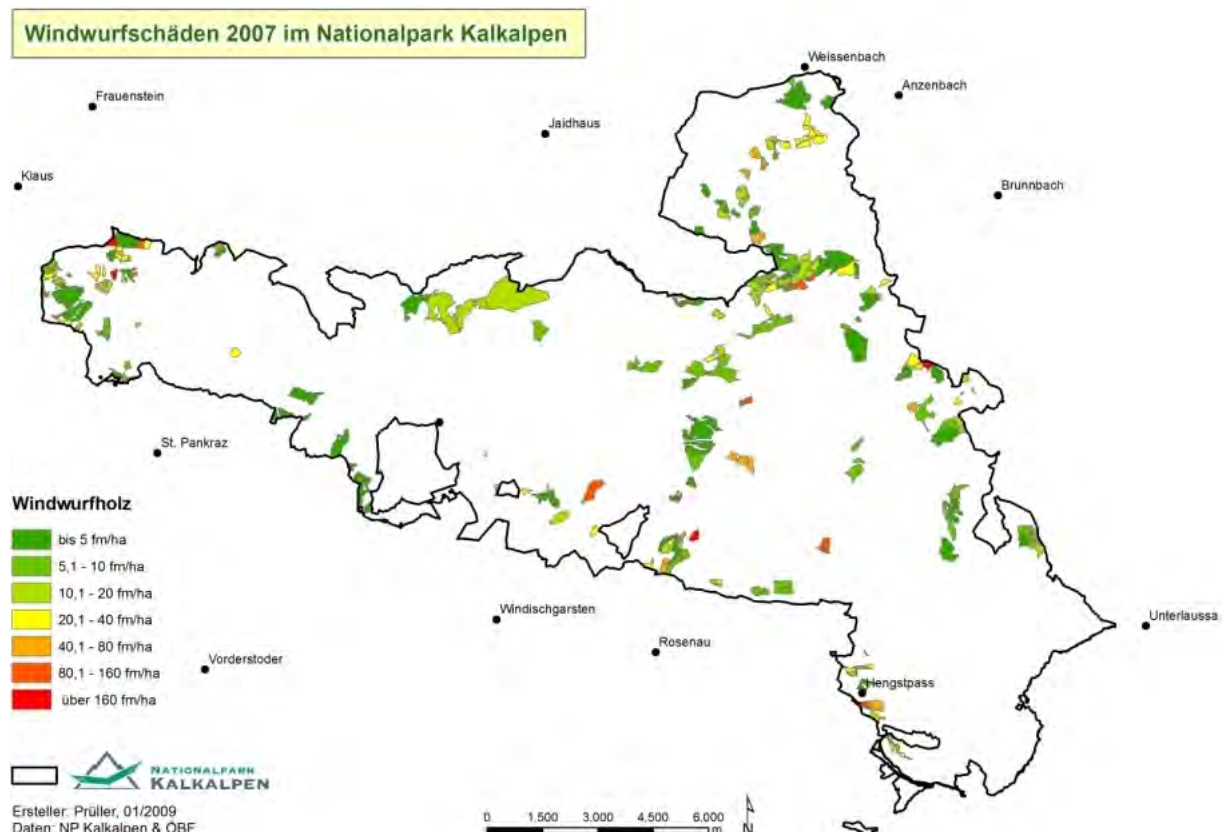 Windwurfschäden 2007 im Nationalpark Kalkalpen
Weissenbach
Anzenbach
Frauenstein
Jaidhaus
Klaus
Brunnbach
St. Pankraz
Windischgarsten
Rosenau
Vorderstoder
Unterlaussa
Hengstpass
Windwurfholz
bis 5 fm/ha
5,1 - 10 fm/ha
10,1 - 20 fm/ha
20,1 - 40 fm/ha
40,1 - 80 fm/ha
80,1 - 160 fm/ha
über 160 fm/ha
NATIONALPARK
KALKALPEN
Ersteller: Prüller, 01/2009
Daten: NP Kalkalpen & ÖBF
0 1.500 3.000 6.000
m
N